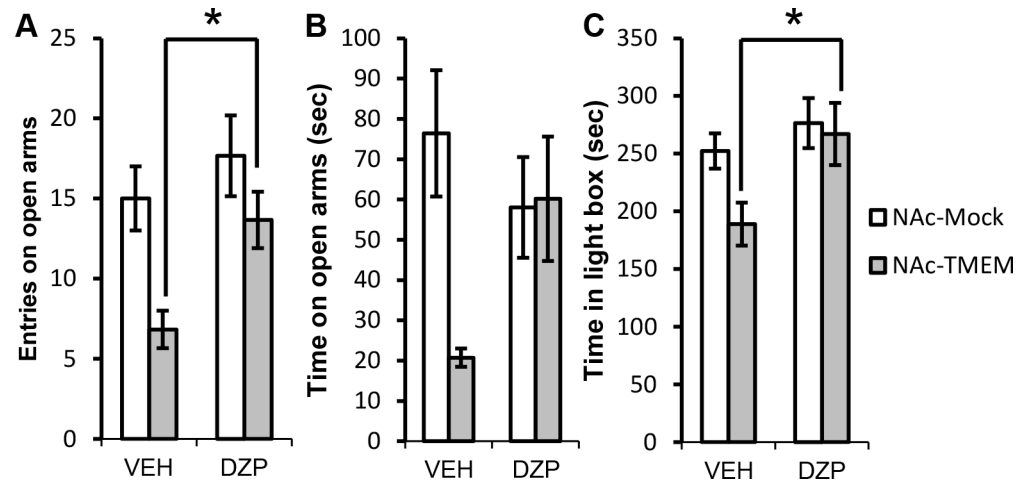 A
*
Entries on open arms
25
20
15
10
5
0
VEH
DZP
B
Time on open arms (sec)
100
90
80
70
60
50
40
30
20
10
0
VEH
DZP
C
*
Time in light box (sec)
350
300
250
200
150
100
50
0
VEH
DZP
NAc-Mock
NAc-TMEM